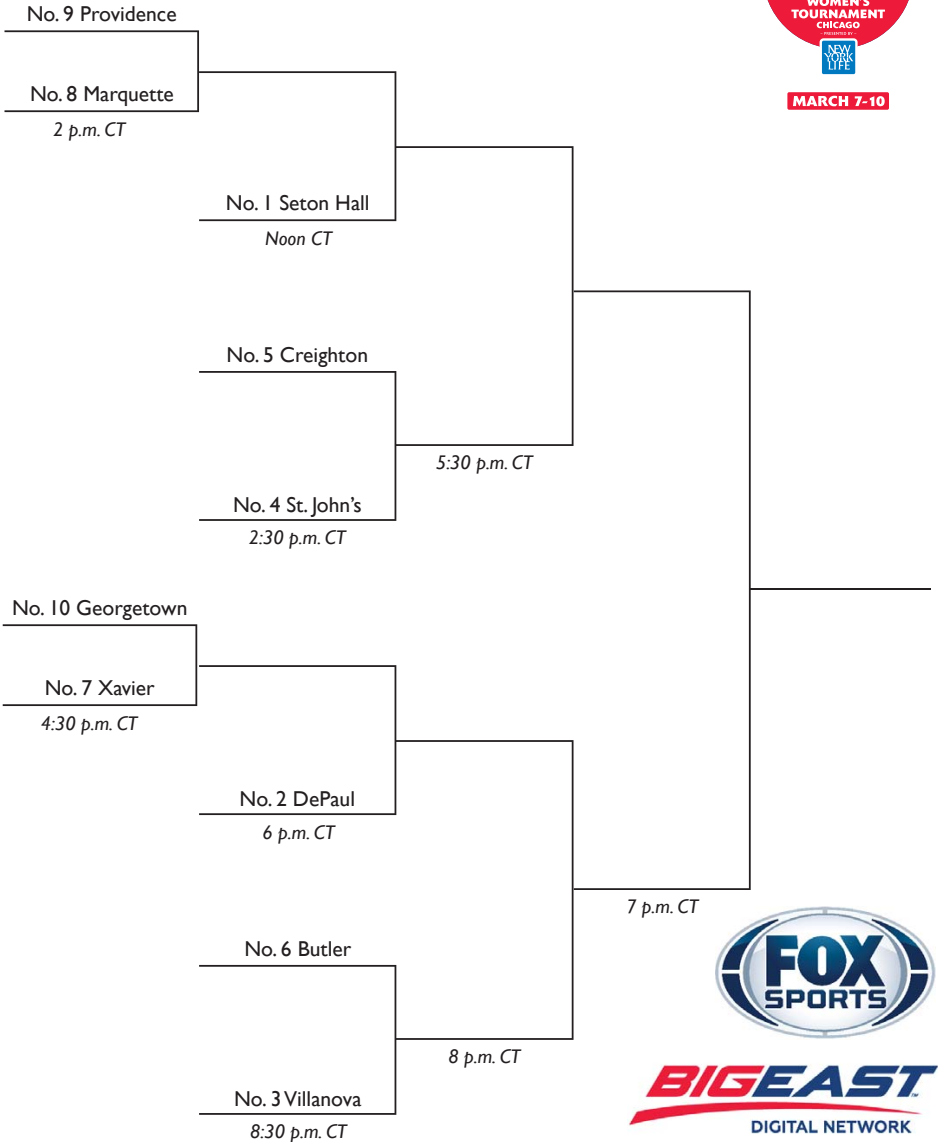 No. 9 Providence
No. 8 Marquette
2 p.m. CT
WOMEN'S
TOURNAMENT
CHICAGO
- PRESENTED BY -
NEW
YORK
LIFE
MARCH 7-10
No. 1 Seton Hall
Noon CT
No. 5 Creighton
5:30 p.m. CT
No. 4 St. John's
2:30 p.m. CT
No. 10 Georgetown
No. 7 Xavier
4:30 p.m. CT
No. 2 DePaul
6 p.m. CT
7 p.m. CT
No. 6 Butler
8 p.m. CT
No. 3 Villanova
8:30 p.m. CT
FOX
SPORTS
BIGEAST™
DIGITAL NETWORK